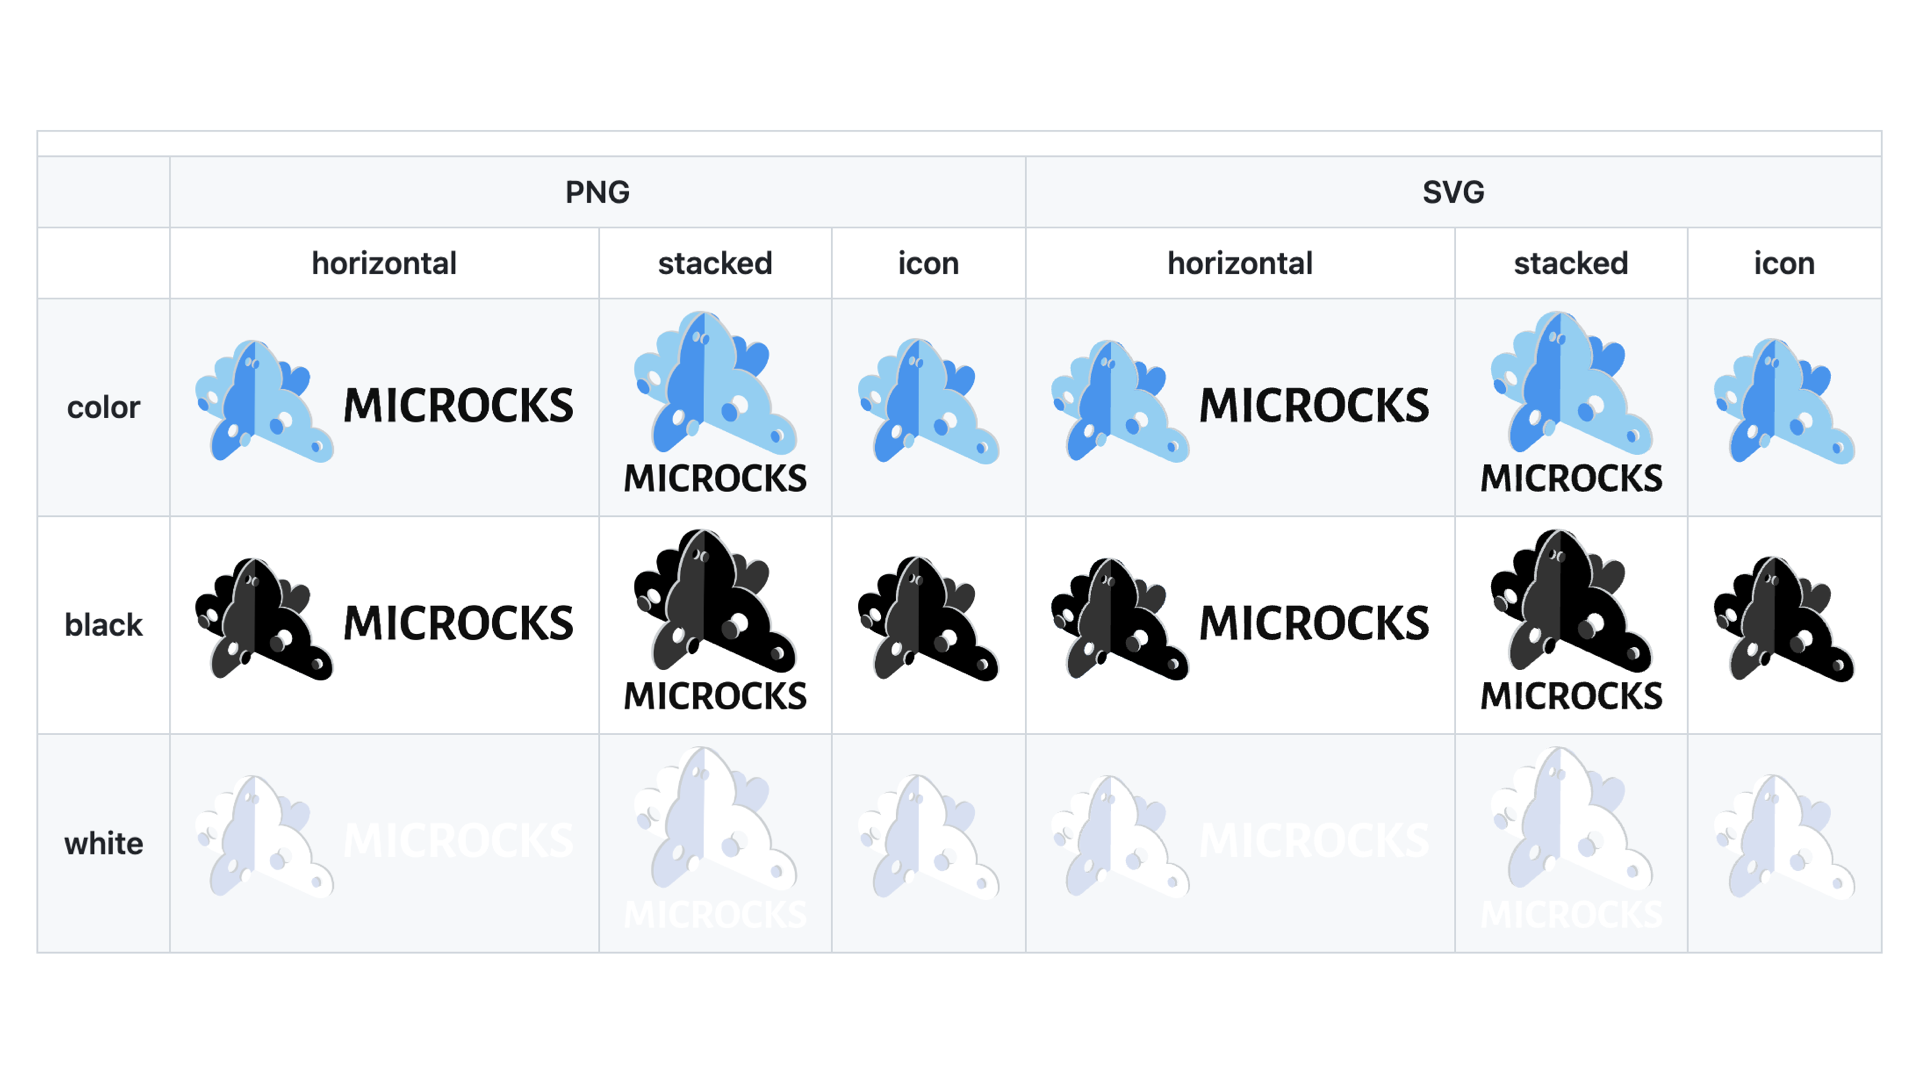 PNG SVG
horizontal stacked icon horizontal stacked icon
color MICROCKS MICROCKS MICROCKS MICROCKS
black MICROCKS MICROCKS MICROCKS MICROCKS
white MICROCKS MICROCKS MICROCKS MICROCKS